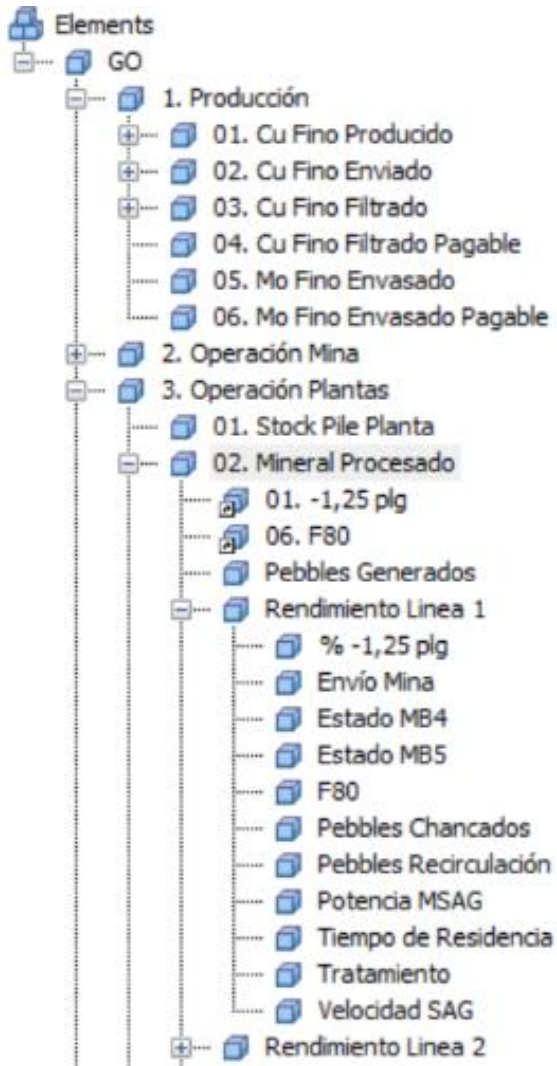 Elements
GO
1. Producción
01. Cu Fino Producido
02. Cu Fino Enviado
03. Cu Fino Filtrado
04. Cu Fino Filtrado Pagable
05. Mo Fino Envasado
06. Mo Fino Envasado Pagable
2. Operación Mina
3. Operación Plantas
01. Stock Pile Planta
02. Mineral Procesado
01. -1,25 plg
06. F80
Pebbles Generados
Rendimiento Linea 1
% -1,25 plg
Envío Mina
Estado MB4
Estado MB5
F80
Pebbles Chancados
Pebbles Recirculación
Potencia MSAG
Tiempo de Residencia
Tratamiento
Velocidad SAG
Rendimiento Linea 2